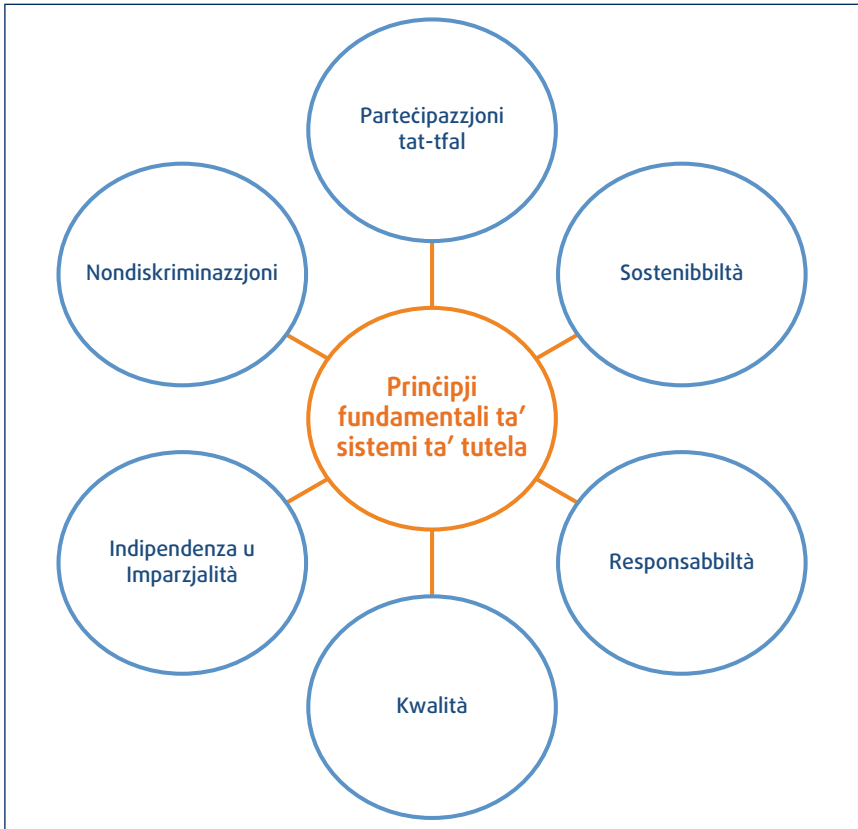 Parteċipazzjoni
tat-tfal
Nondiskriminazzjoni
Sostenibbiltà
Prinċipji
fundamentali ta’
sistemi ta’ tutela
Indipendenza u
Imparzjalità
Responsabbiltà
Kwalità